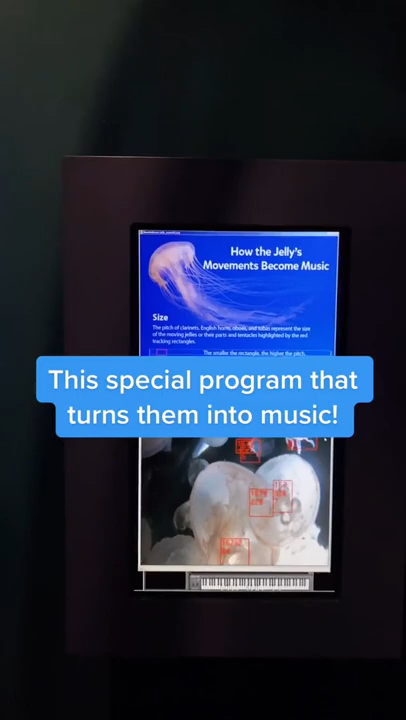 How the Jelly's
Movements Become Music
Size
The pitch of clarinets, English horns, oboes, and tubas represent the size
of the moving jellies or their parts and tentacles highlighted by the red
tracking rectangles.
The smaller the rectangle, the higher the pitch.
This special program that
turns them into music!